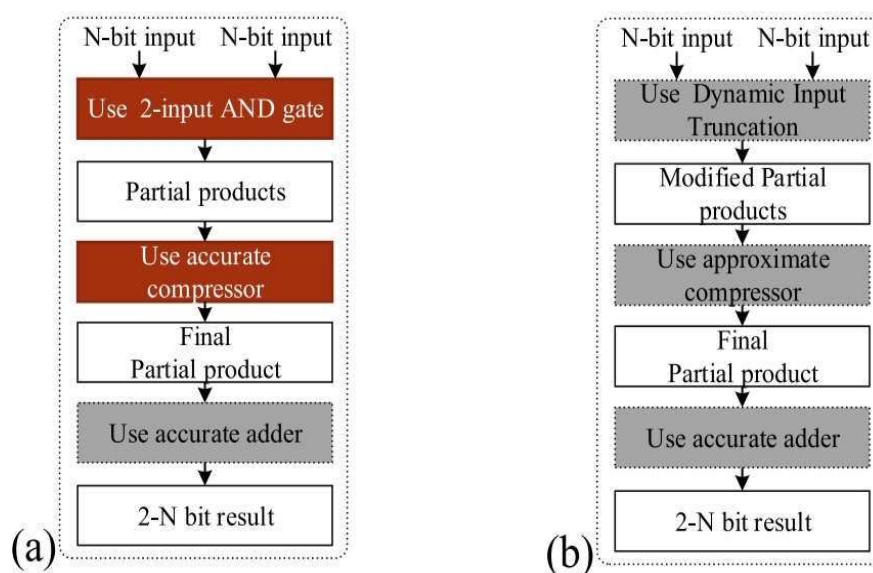 N-bit input N-bit input
Use 2-input AND gate
Partial products
Use accurate
compressor
Final
Partial product
Use accurate adder
2-N bit result
(a)
N-bit input N-bit input
Use Dynamic Input
Truncation
Modified Partial
products
Use approximate
compressor
Final
Partial product
Use accurate adder
2-N bit result
(b)